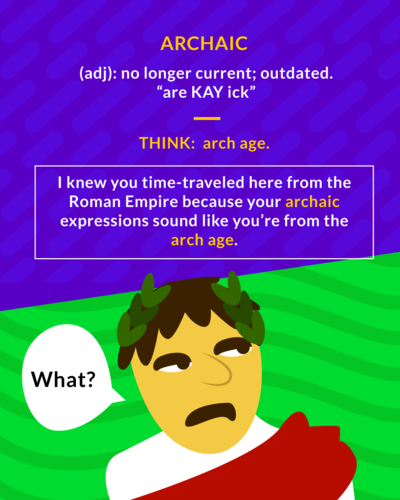 ARCHAIC
(adj): no longer current; outdated.
“are KAY ick”
THINK: arch age.
I knew you time-traveled here from the
Roman Empire because your archaic
expressions sound like you’re from the
arch age.
What?